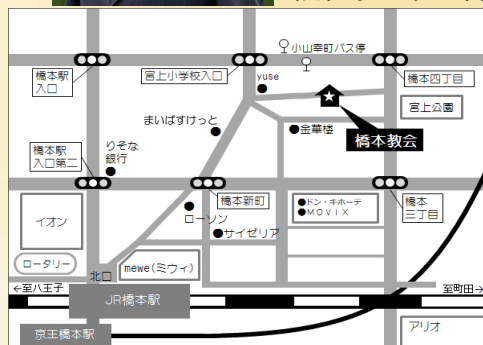 小山幸町バス停
橋本駅
入口
宮上小学校入口
yuse
橋本四丁目
宮上公園
まいばすけっと
●金華楼
橋本教会
橋本駅
入口第二
りそな
銀行
橋本新町
●ドン・キホーテ
●MOVIX
橋本
三丁目
イオン
ローソン
●サイゼリア
ロータリー
北口
mewe(ミウィ)
←至八王子
JR橋本駅
至町田→
京王橋本駅
アリオ